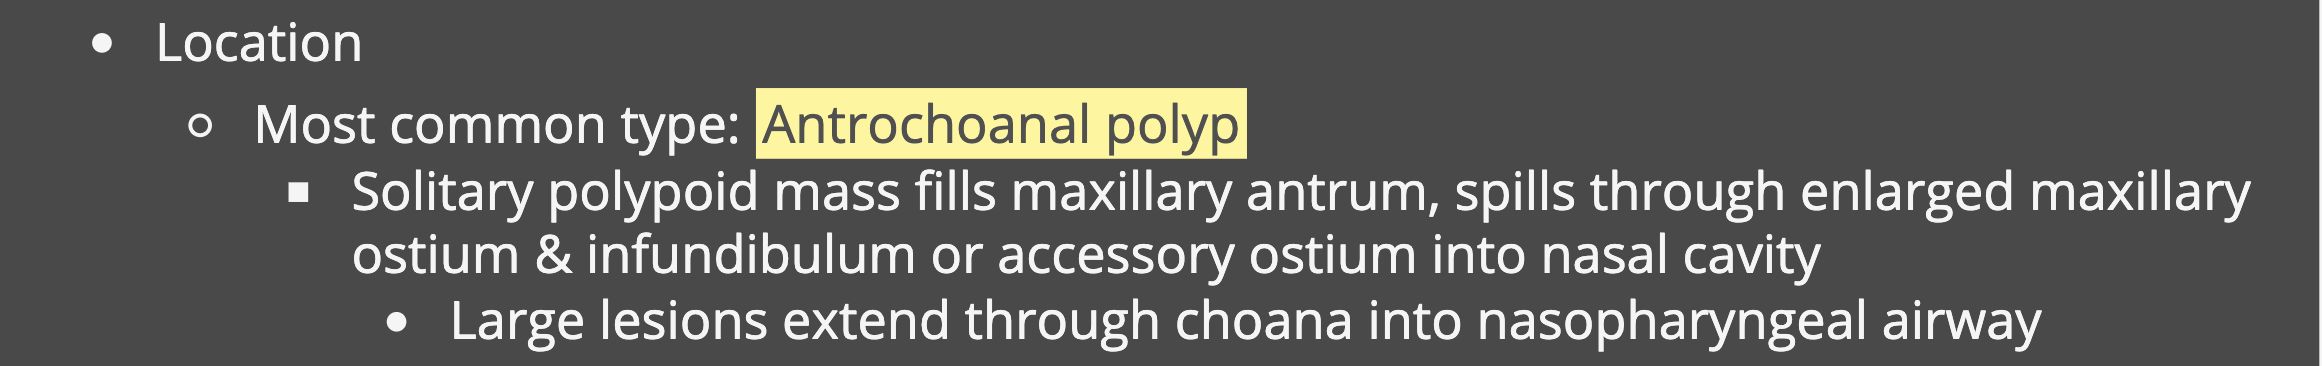 • Location
○ Most common type: Antrochoanal polyp
▪ Solitary polypoid mass fills maxillary antrum, spills through enlarged maxillary
ostium & infundibulum or accessory ostium into nasal cavity
• Large lesions extend through choana into nasopharyngeal airway